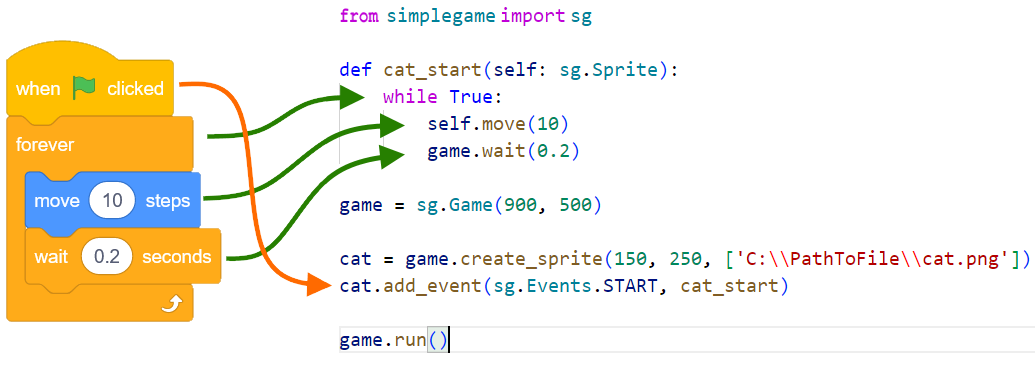 when clicked
forever
move 10 steps
wait 0.2 seconds
from simplegame import sg
def cat_start(self: sg.Sprite):
while True:
self.move(10)
game.wait(0.2)
game = sg.Game(900, 500)
cat = game.create_sprite(150, 250, ['C:\\PathToFile\\cat.png'])
cat.add_event(sg.Events.START, cat_start)
game.run()